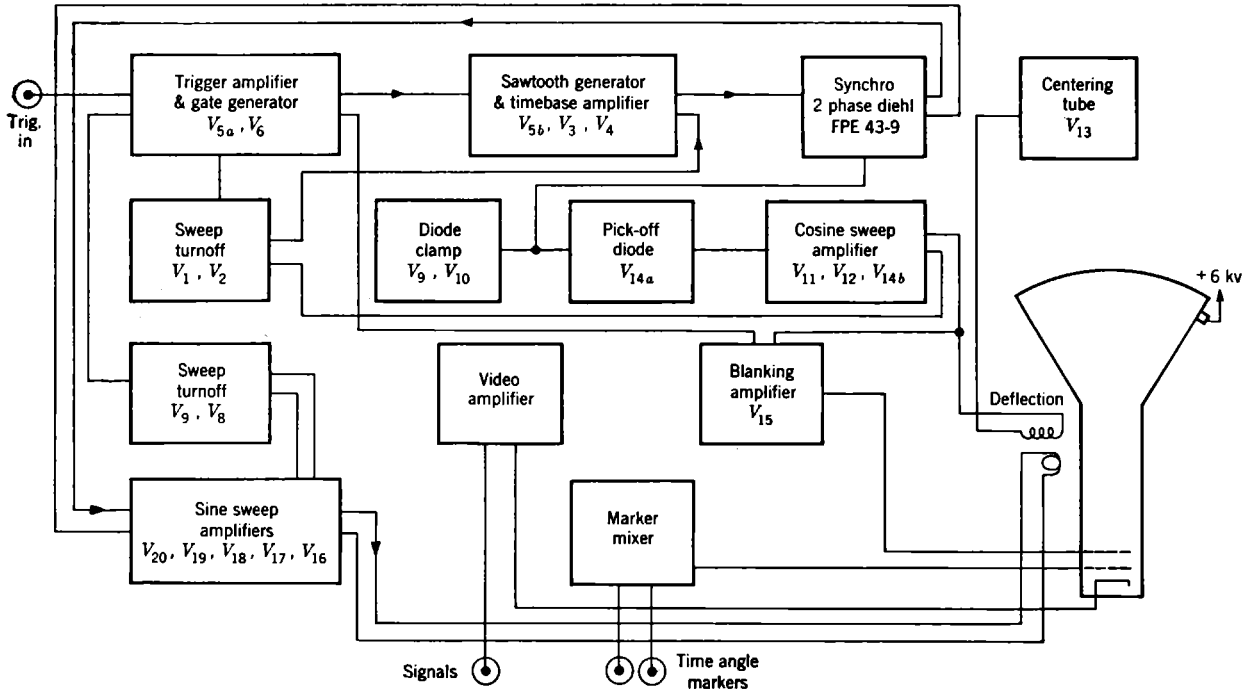 Trig.
in
Trigger amplifier
& gate generator
V5a , V6
Sawtooth generator
& timebase amplifier
V5b, V3 , V4
Synchro
2 phase diehl
FPE 43-9
Centering
tube
V13
Sweep
turnoff
V1 , V2
Diode
clamp
V9 , V10
Pick-off
diode
V14a
Cosine sweep
amplifier
V11, V12, V14b
+ 6 kv
Sweep
turnoff
V9 , V8
Video
amplifier
Blanking
amplifier
V15
Deflection
Sine sweep
amplifiers
V20, V19, V18, V17, V16
Marker
mixer
Signals
Time angle
markers